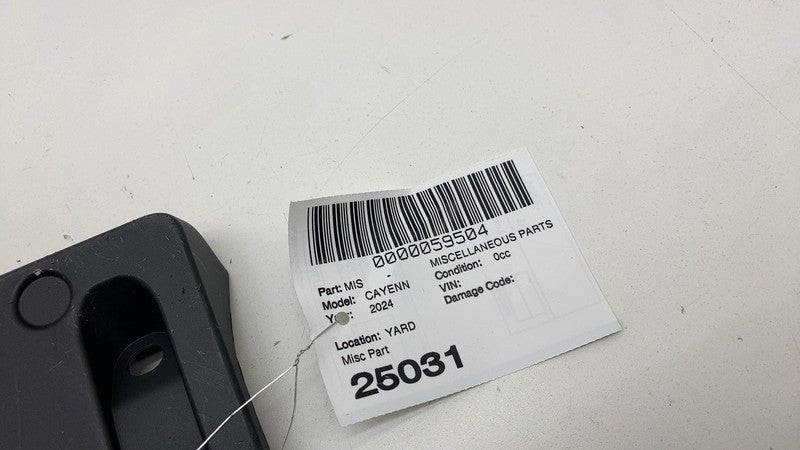 0000059504
Part: MIS - MISCELLANEOUS PARTS
Model: CAYENN Condition: 0cc
2024 VIN:
Damage Code:
Location: YARD
Misc Part
25031